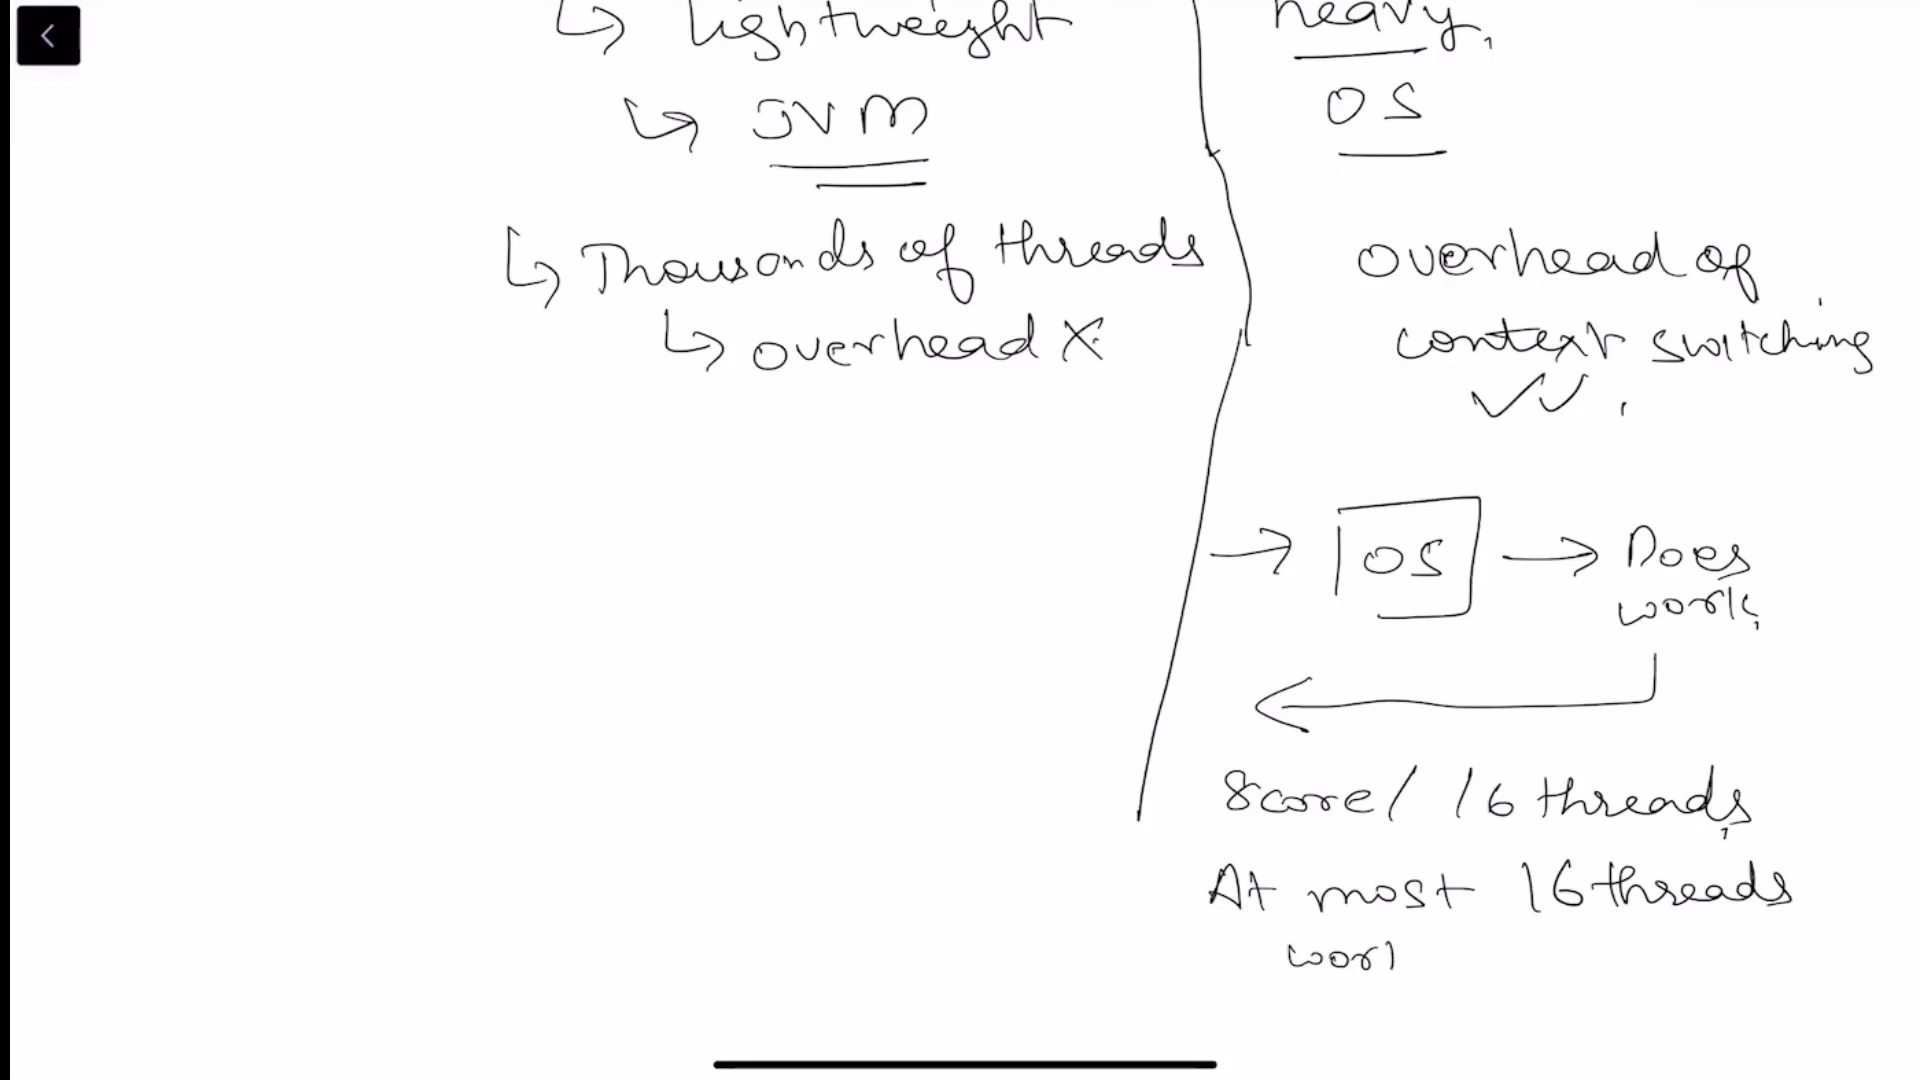 ↳ lightweight
↳ JVM
↳ Thousands of threads
↳ overhead X
heavy,
OS
overhead of
context switching
✓✓.
→ OS → Does
work,
8core/ 16 threads,
At most 16 threads
wor